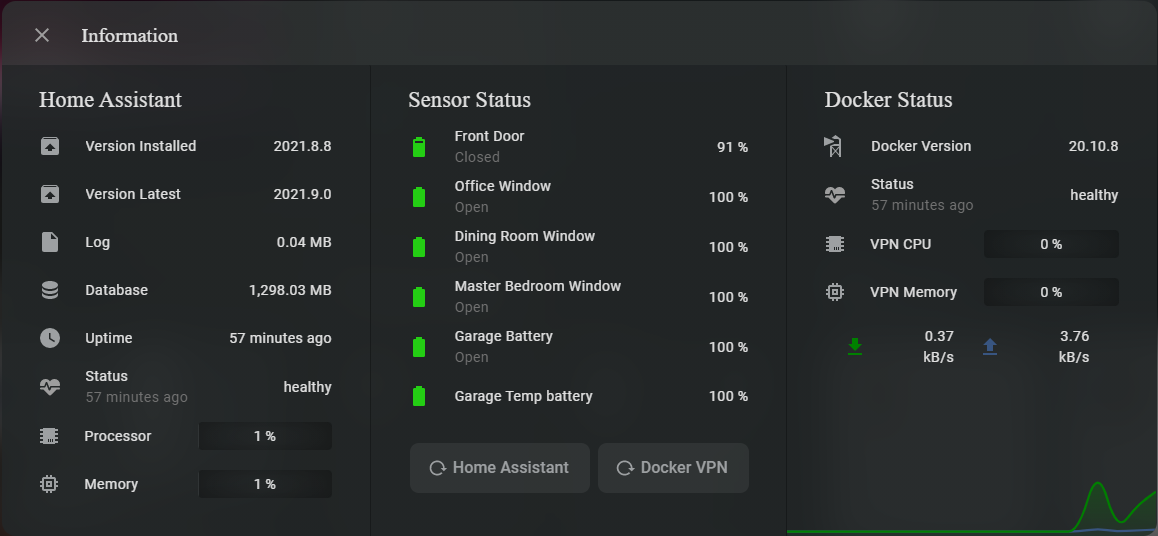 Information
Home Assistant
Version Installed 2021.8.8
Version Latest 2021.9.0
Log 0.04 MB
Database 1,298.03 MB
Uptime 57 minutes ago
Status
57 minutes ago
healthy
Processor 1 %
Memory 1 %
Sensor Status
Front Door
Closed
91 %
Office Window
Open
100 %
Dining Room Window
Open
100 %
Master Bedroom Window
Open
100 %
Garage Battery
Open
100 %
Garage Temp battery 100 %
Home Assistant Docker VPN
Docker Status
Docker Version 20.10.8
Status
57 minutes ago
healthy
VPN CPU 0 %
VPN Memory 0 %
0.37
kB/s
3.76
kB/s